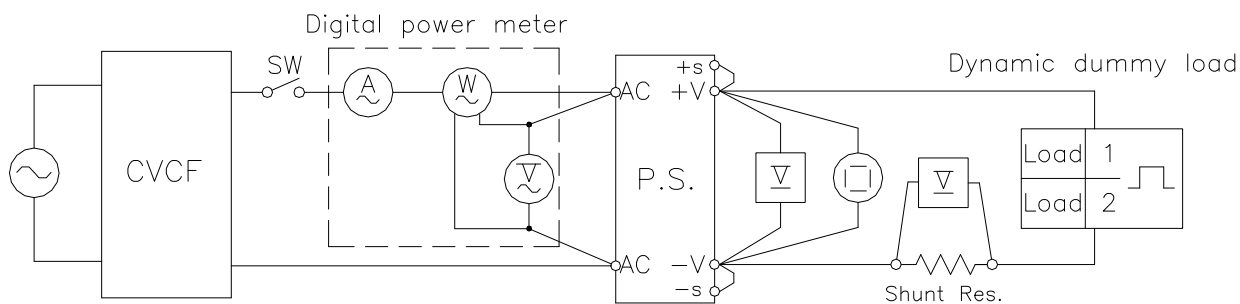 Digital power meter
SW
A
W
V
CVCF
AC
AC
P.S.
+s
+V
-V
-s
V
V
Shunt Res.
Dynamic dummy load
Load 1
Load 2